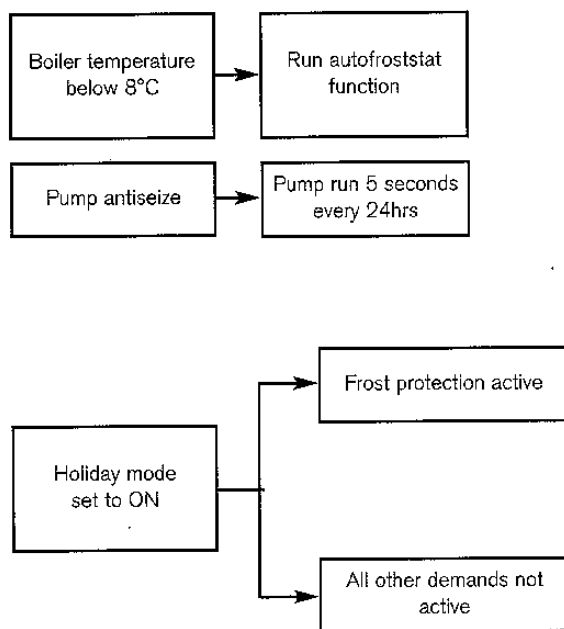 Boiler temperature
below 8°C
Run autofroststat
function
Pump antiseize
Pump run 5 seconds
every 24hrs
Frost protection active
Holiday mode
set to ON
All other demands not
active